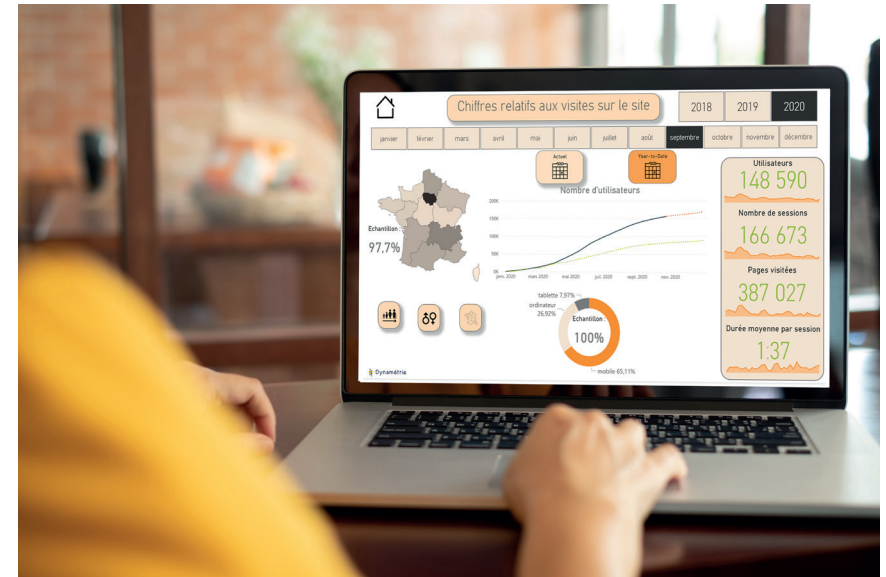 Chiffres relatifs aux visites sur le site
2018 2019 2020
janvier février mars avril mai juin juillet août septembre octobre novembre décembre
Actuel
Year-to-Date
Utilisateurs
148 590
Nombre d'utilisateurs
200K
150K
100K
50K
0K
janv. 2020 mars 2020 mai 2020 juil. 2020 sept. 2020 nov. 2020
Echantillon :
97,7%
Nombre de sessions
166 673
Pages visitées
387 027
Durée moyenne par session
1:37
tablette 7,97%
ordinateur
26,92%
Echantillon :
100%
mobile 65,11%
Dynamétrie